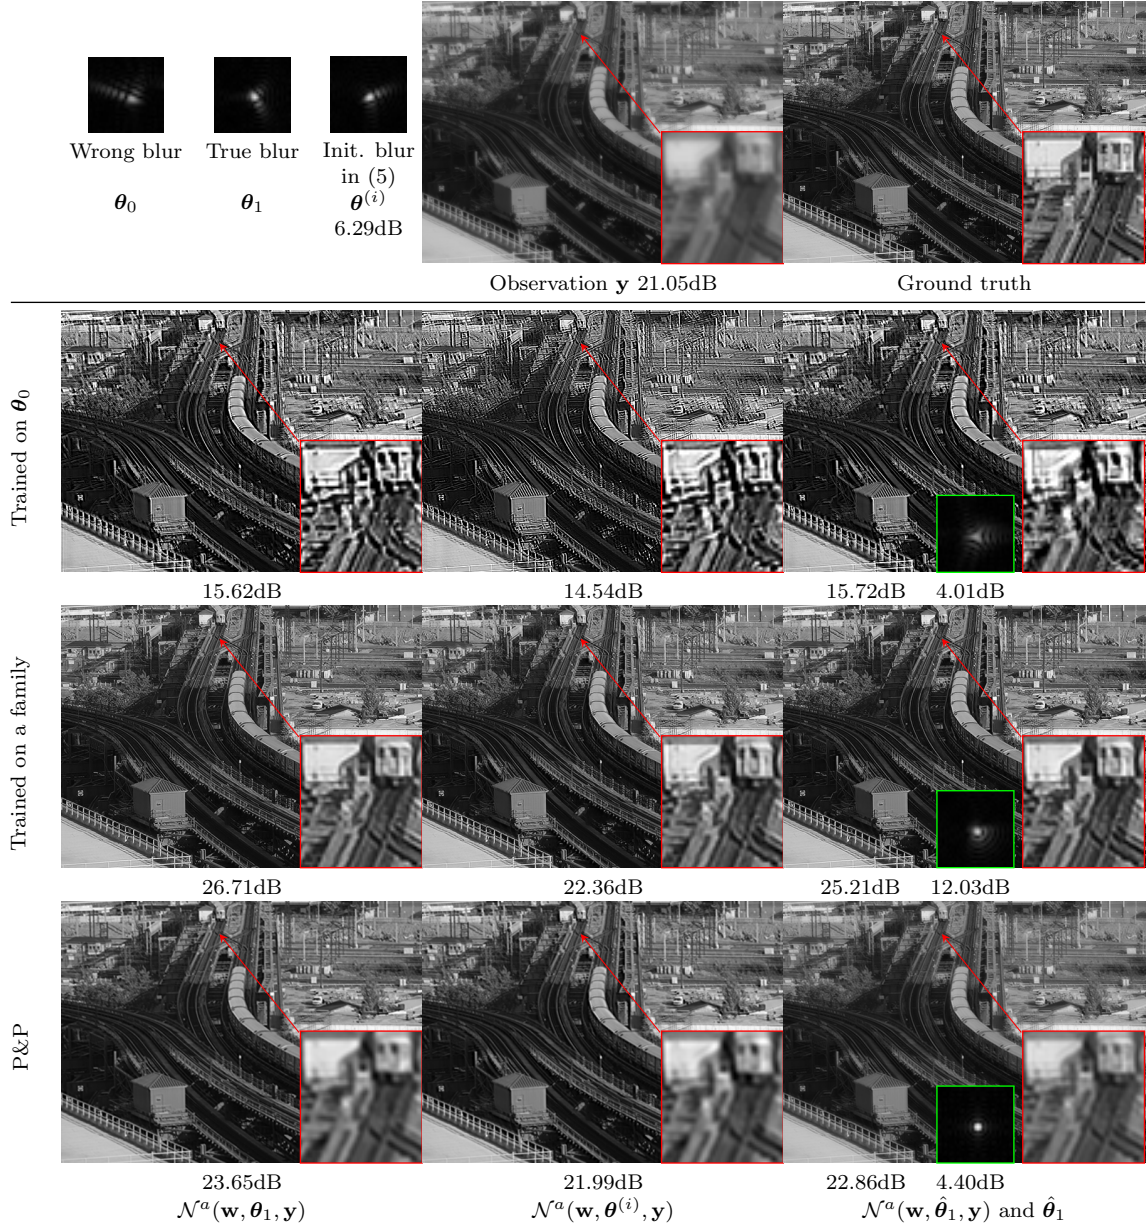 Wrong blur
θ₀
True blur
θ₁
Init. blur
in (5)
θ⁽ⁱ⁾
6.29dB
Observation y 21.05dB
Ground truth
Trained on θ₀
15.62dB
14.54dB
15.72dB 4.01dB
Trained on a family
26.71dB
22.36dB
25.21dB 12.03dB
P&P
23.65dB
21.99dB
22.86dB 4.40dB
𝒩ᵃ(w, θ₁, y)
𝒩ᵃ(w, θ⁽ⁱ⁾, y)
𝒩ᵃ(w, θ̂₁, y) and θ̂₁